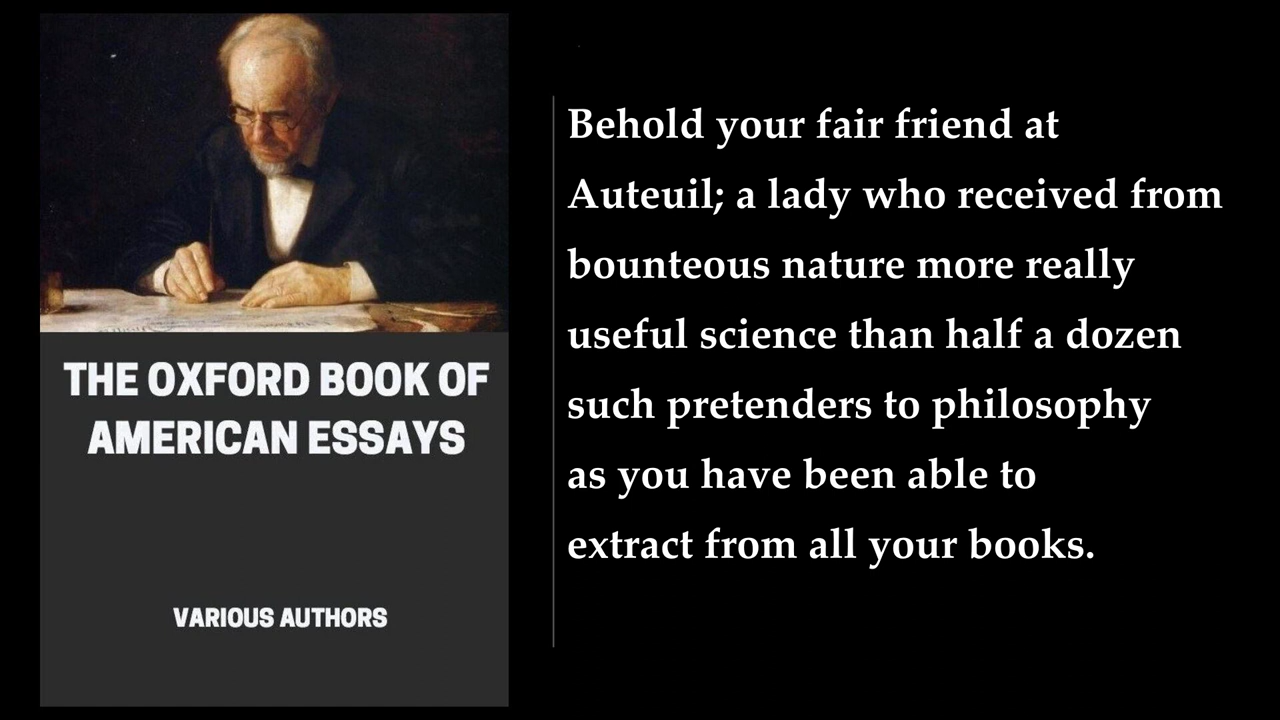 THE OXFORD BOOK OF
AMERICAN ESSAYS
VARIOUS AUTHORS
Behold your fair friend at
Auteuil; a lady who received from
bounteous nature more really
useful science than half a dozen
such pretenders to philosophy
as you have been able to
extract from all your books.